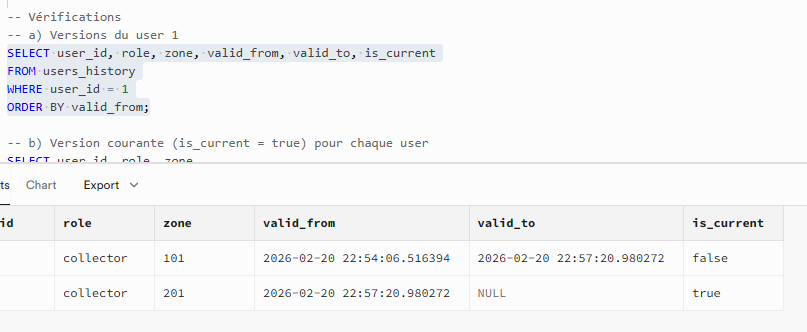 -- Vérifications
-- a) Versions du user 1
SELECT user_id, role, zone, valid_from, valid_to, is_current
FROM users_history
WHERE user_id = 1
ORDER BY valid_from;
-- b) Version courante (is_current = true) pour chaque user
SELECT user_id, role, zone
ts Chart Export
id role zone valid_from valid_to is_current
collector 101 2026-02-20 22:54:06.516394 2026-02-20 22:57:20.980272 false
collector 201 2026-02-20 22:57:20.980272 NULL true